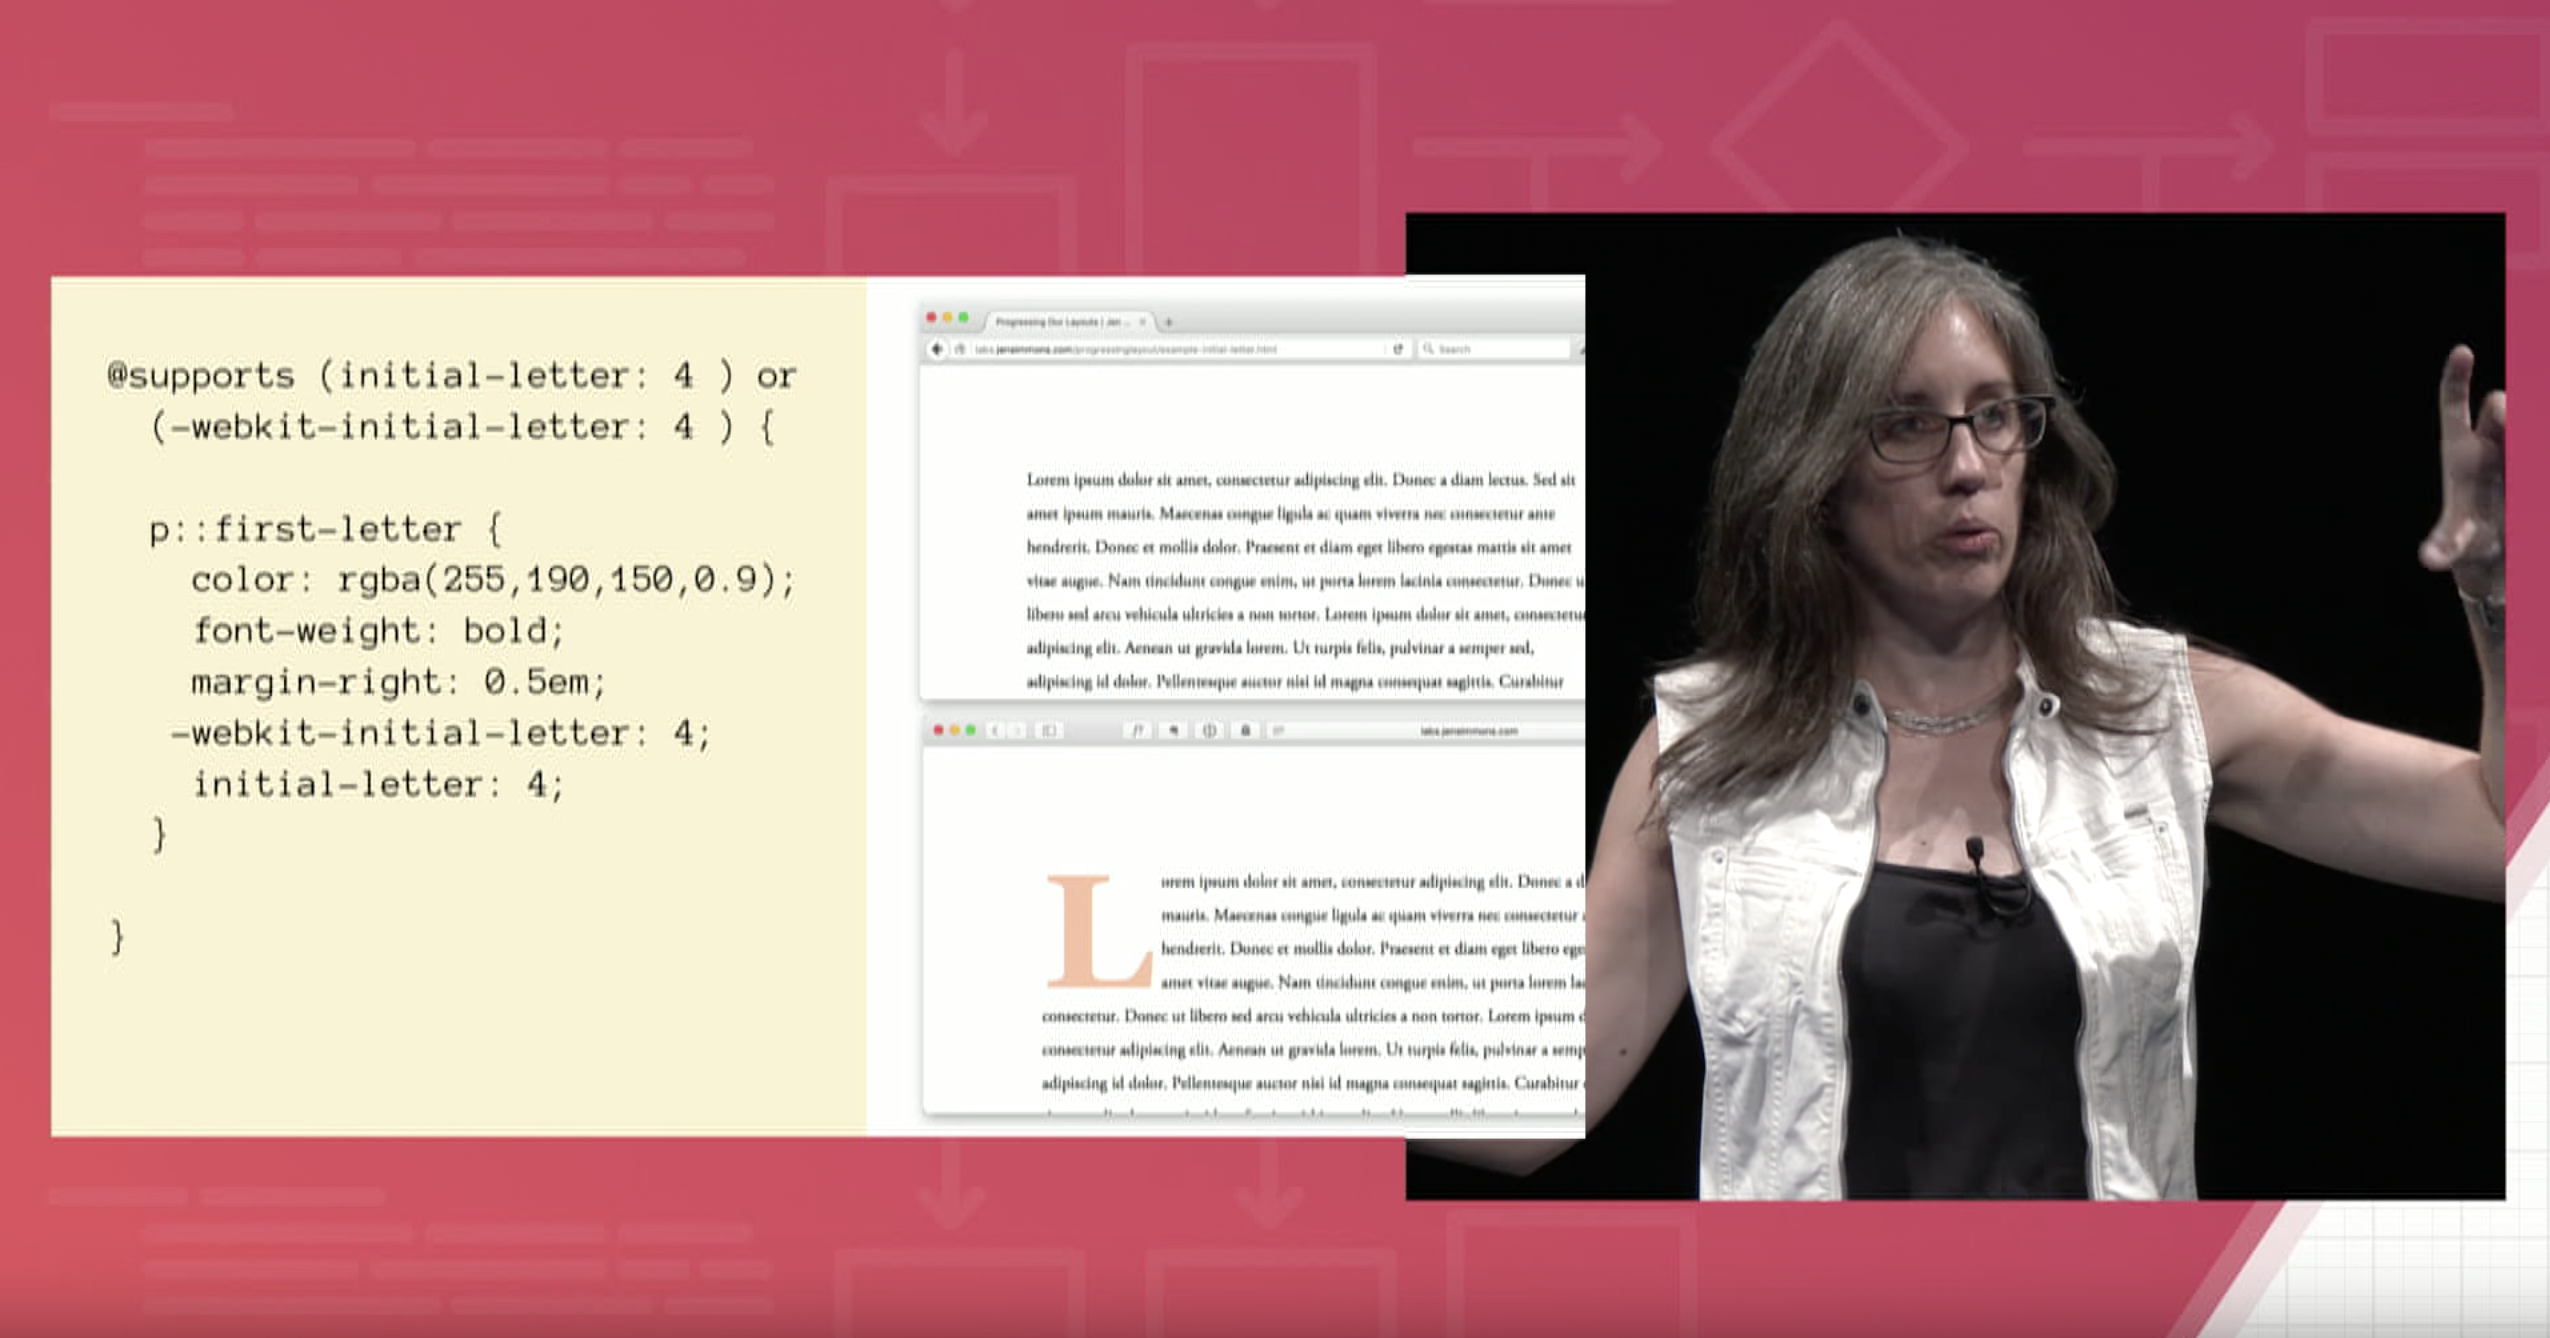 @supports (initial-letter: 4 ) or
(-webkit-initial-letter: 4 ) {
p::first-letter {
color: rgba(255,190,150,0.9);
font-weight: bold;
margin-right: 0.5em;
-webkit-initial-letter: 4;
initial-letter: 4;
}
}
Progressing Our Layouts | Jen ...
labs.jensimmons.com/progressinglayout/example-initial-letter.html
Search
Lorem ipsum dolor sit amet, consectetur adipiscing elit. Donec a diam lectus. Sed sit
amet ipsum mauris. Maecenas congue ligula ac quam viverra nec consectetur ante
hendrerit. Donec et mollis dolor. Praesent et diam eget libero egestas mattis sit amet
vitae augue. Nam tincidunt congue enim, ut porta lorem lacinia consectetur. Donec u
libero sed arcu vehicula ultricies a non tortor. Lorem ipsum dolor sit amet, consectetu
adipiscing elit. Aenean ut gravida lorem. Ut turpis felis, pulvinar a semper sed,
adipiscing id dolor. Pellentesque auctor nisi id magna consequat sagittis. Curabitur
labs.jensimmons.com
Lorem ipsum dolor sit amet, consectetur adipiscing elit. Donec a d
mauris. Maecenas congue ligula ac quam viverra nec consectetur
hendrerit. Donec et mollis dolor. Praesent et diam eget libero ege
amet vitae augue. Nam tincidunt congue enim, ut porta lorem la
consectetur. Donec ut libero sed arcu vehicula ultricies a non tortor. Lorem ipsum d
consectetur adipiscing elit. Aenean ut gravida lorem. Ut turpis felis, pulvinar a semp
adipiscing id dolor. Pellentesque auctor nisi id magna consequat sagittis. Curabitur